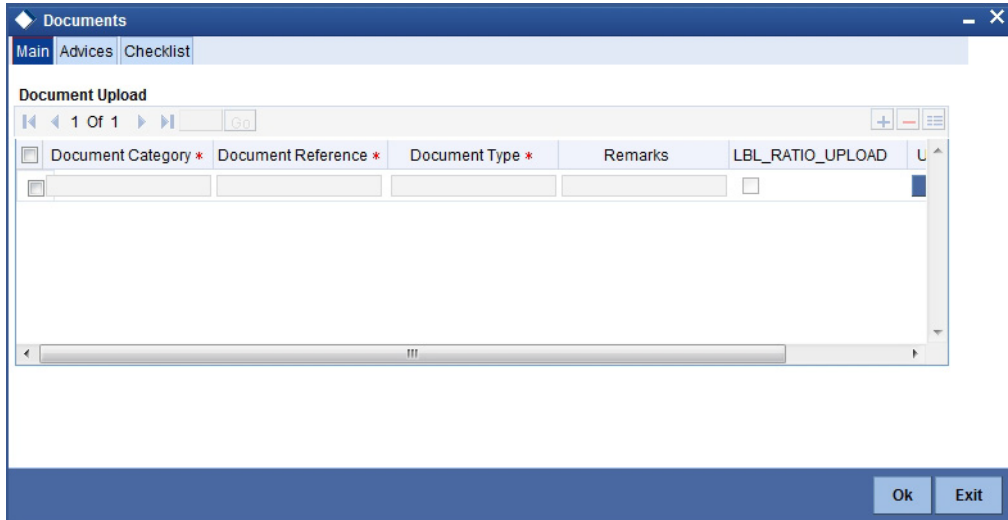 Documents
Main Advices Checklist
Document Upload
1 Of 1 Go
Document Category * Document Reference * Document Type * Remarks LBL_RATIO_UPLOAD U
Ok Exit